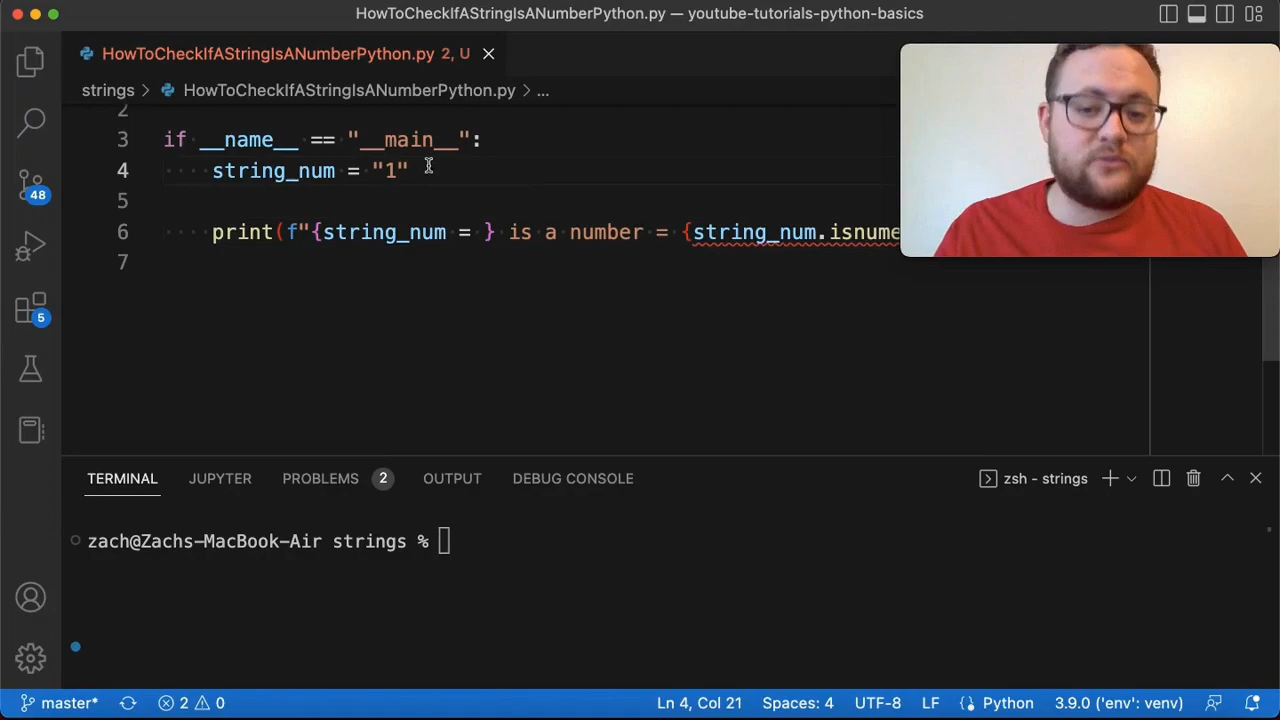 HowToCheckIfAStringIsANumberPython.py — youtube-tutorials-python-basics
HowToCheckIfAStringIsANumberPython.py 2, U
strings > HowToCheckIfAStringIsANumberPython.py > ...
2
3 if __name__ == "__main__":
4 string_num = "1"
5
6 print(f"{string_num = } is a number = {string_num.isnume
7
48
5
TERMINAL JUPYTER PROBLEMS 2 OUTPUT DEBUG CONSOLE zsh - strings
zach@Zachs-MacBook-Air strings %
master* 2 0 Ln 4, Col 21 Spaces: 4 UTF-8 LF Python 3.9.0 ('env': venv)